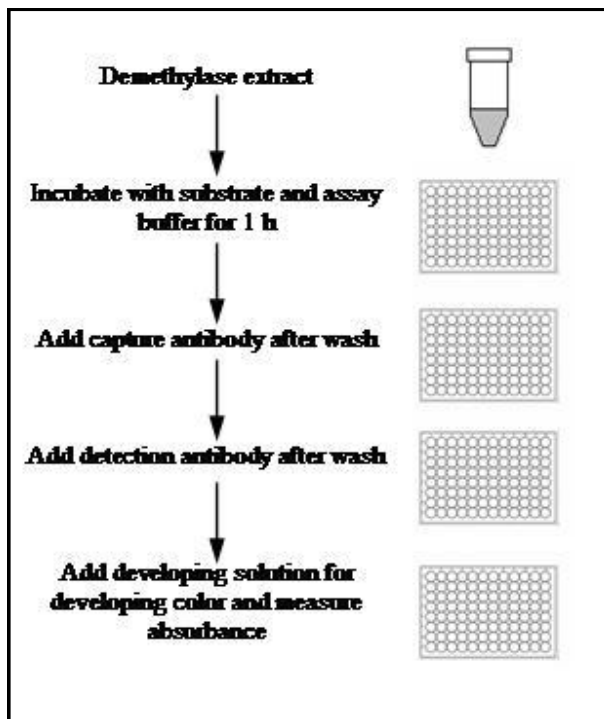 Demethylase extract
Incubate with substrate and assay
buffer for 1 h
Add capture antibody after wash
Add detection antibody after wash
Add developing solution for
developing color and measure
absorbance